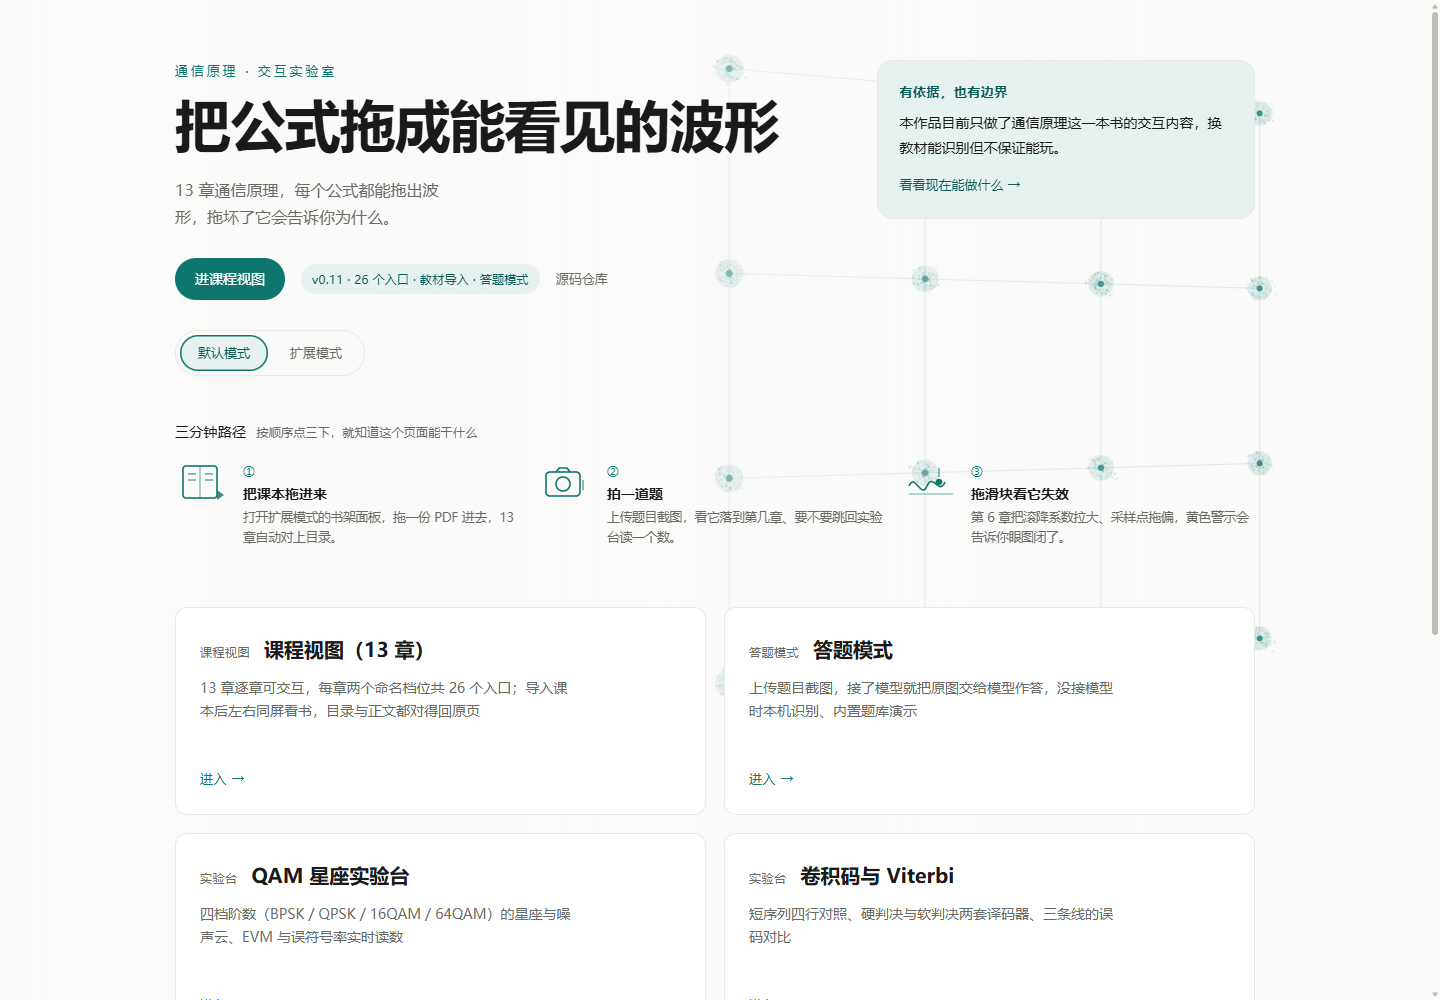 通信原理 · 交互实验室
把公式拖成能看见的波形
13 章通信原理，每个公式都能拖出波
形，拖坏了它会告诉你为什么。
进课程视图
v0.11 · 26 个入口 · 教材导入 · 答题模式
源码仓库
默认模式
扩展模式
有依据，也有边界
本作品目前只做了通信原理这一本书的交互内容，换
教材能识别但不保证能玩。
看看现在能做什么 →
三分钟路径 按顺序点三下，就知道这个页面能干什么
①
把课本拖进来
打开扩展模式的书架面板，拖一份 PDF 进去，13
章自动对上目录。
②
拍一道题
上传题目截图，看它落到第几章、要不要跳回实验
台读一个数。
③
拖滑块看它失效
第 6 章把滚降系数拉大、采样点拖偏，黄色警示会
告诉你眼图闭了。
课程视图 课程视图（13 章）
13 章逐章可交互，每章两个命名档位共 26 个入口；导入课
本后左右同屏看书，目录与正文都对得回原页
进入 →
答题模式 答题模式
上传题目截图，接了模型就把原图交给模型作答，没接模型
时本机识别、内置题库演示
进入 →
实验台 QAM 星座实验台
四档阶数（BPSK / QPSK / 16QAM / 64QAM）的星座与噪
声云、EVM 与误符号率实时读数
实验台 卷积码与 Viterbi
短序列四行对照、硬判决与软判决两套译码器、三条线的误
码对比